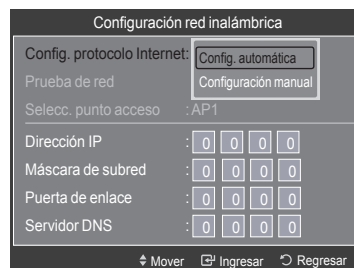 Configuración red inalámbrica
Config. protocolo Internet: Config. automática
Configuración manual
Prueba de red
Selecc. punto acceso :AP1
Dirección IP : 0 0 0 0
Máscara de subred : 0 0 0 0
Puerta de enlace : 0 0 0 0
Servidor DNS : 0 0 0 0
Mover Ingresar Regresar